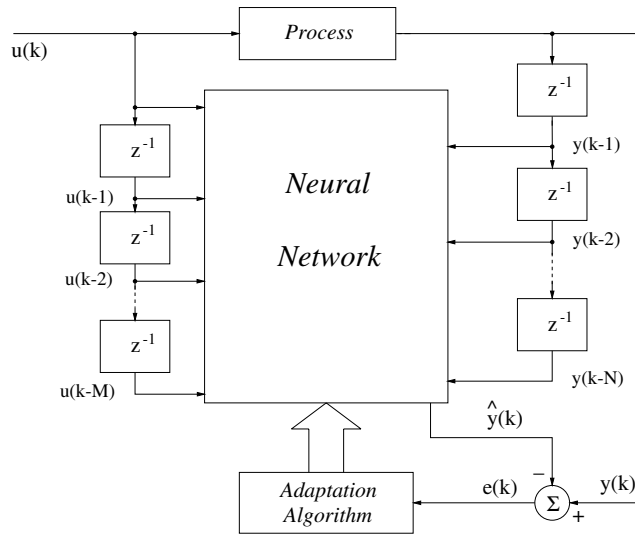 Process
u(k)
z⁻¹
y(k-1)
z⁻¹
Neural
Network
z⁻¹
u(k-1)
z⁻¹
y(k-2)
u(k-2)
z⁻¹
z⁻¹
y(k-N)
u(k-M)
^
y(k)
−
Adaptation
Algorithm
e(k)
Σ
+
y(k)